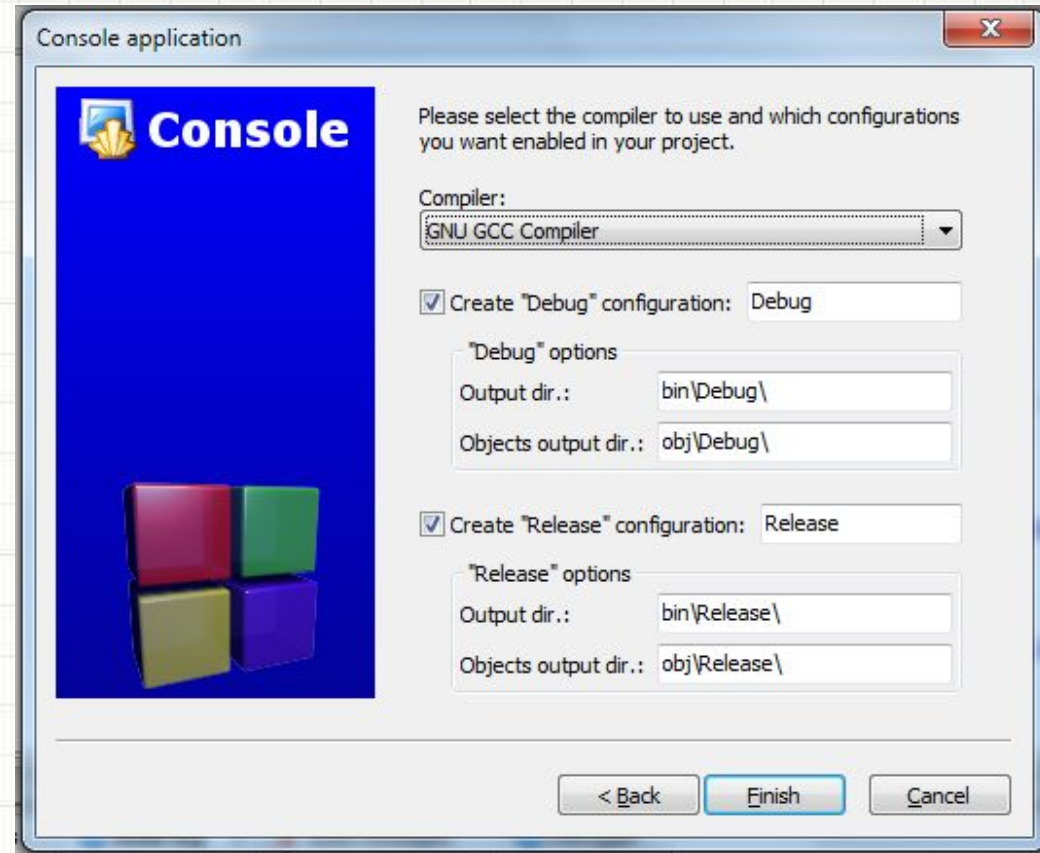 Console application
Console
Please select the compiler to use and which configurations
you want enabled in your project.
Compiler:
GNU GCC Compiler
Create "Debug" configuration: Debug
"Debug" options
Output dir.: bin\Debug\
Objects output dir.: obj\Debug\
Create "Release" configuration: Release
"Release" options
Output dir.: bin\Release\
Objects output dir.: obj\Release\
< Back Finish Cancel